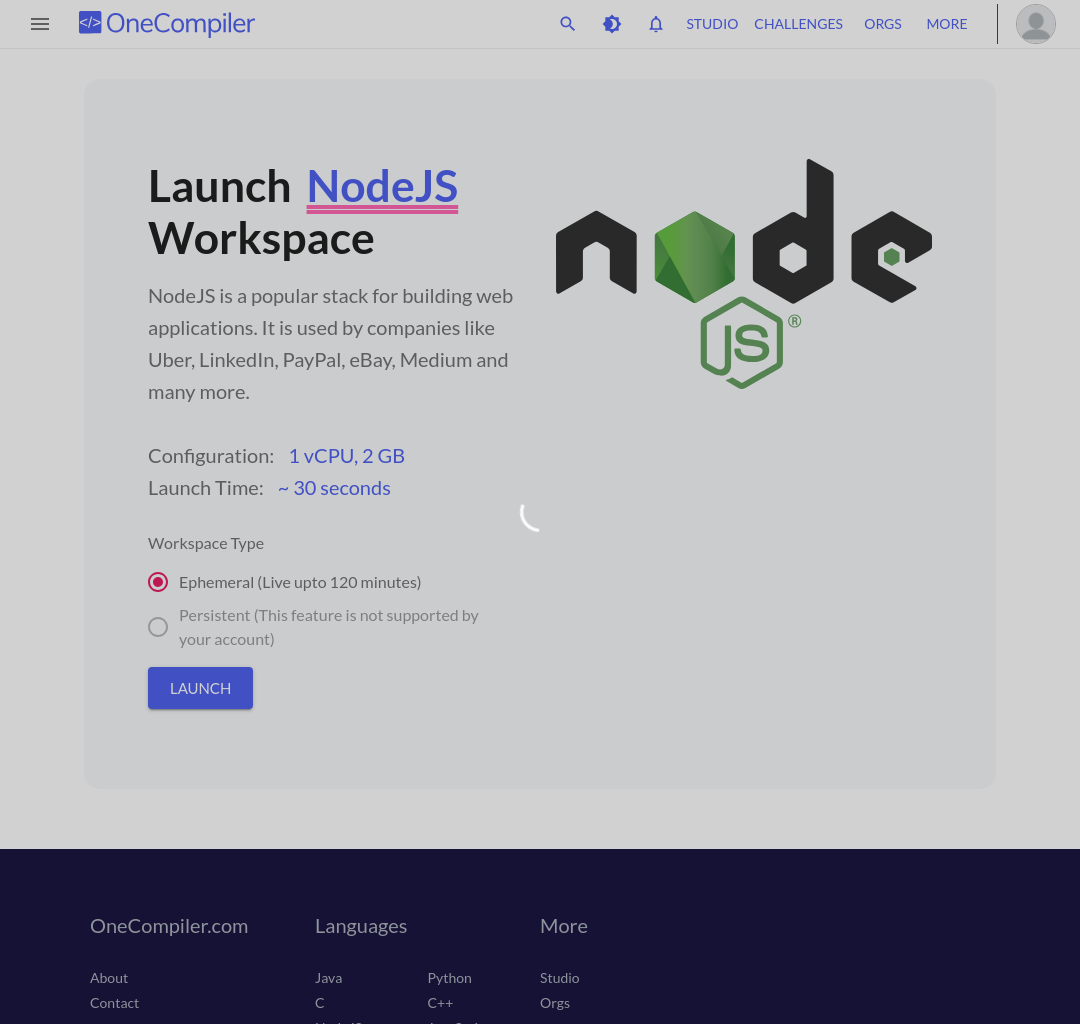 OneCompiler
STUDIO CHALLENGES ORGS MORE
Launch NodeJS
Workspace
NodeJS is a popular stack for building web
applications. It is used by companies like
Uber, LinkedIn, PayPal, eBay, Medium and
many more.
Configuration: 1 vCPU, 2 GB
Launch Time: ~ 30 seconds
Workspace Type
Ephemeral (Live upto 120 minutes)
Persistent (This feature is not supported by
your account)
LAUNCH
node
JS ®
OneCompiler.com Languages More
About Java Python Studio
Contact C C++ Orgs